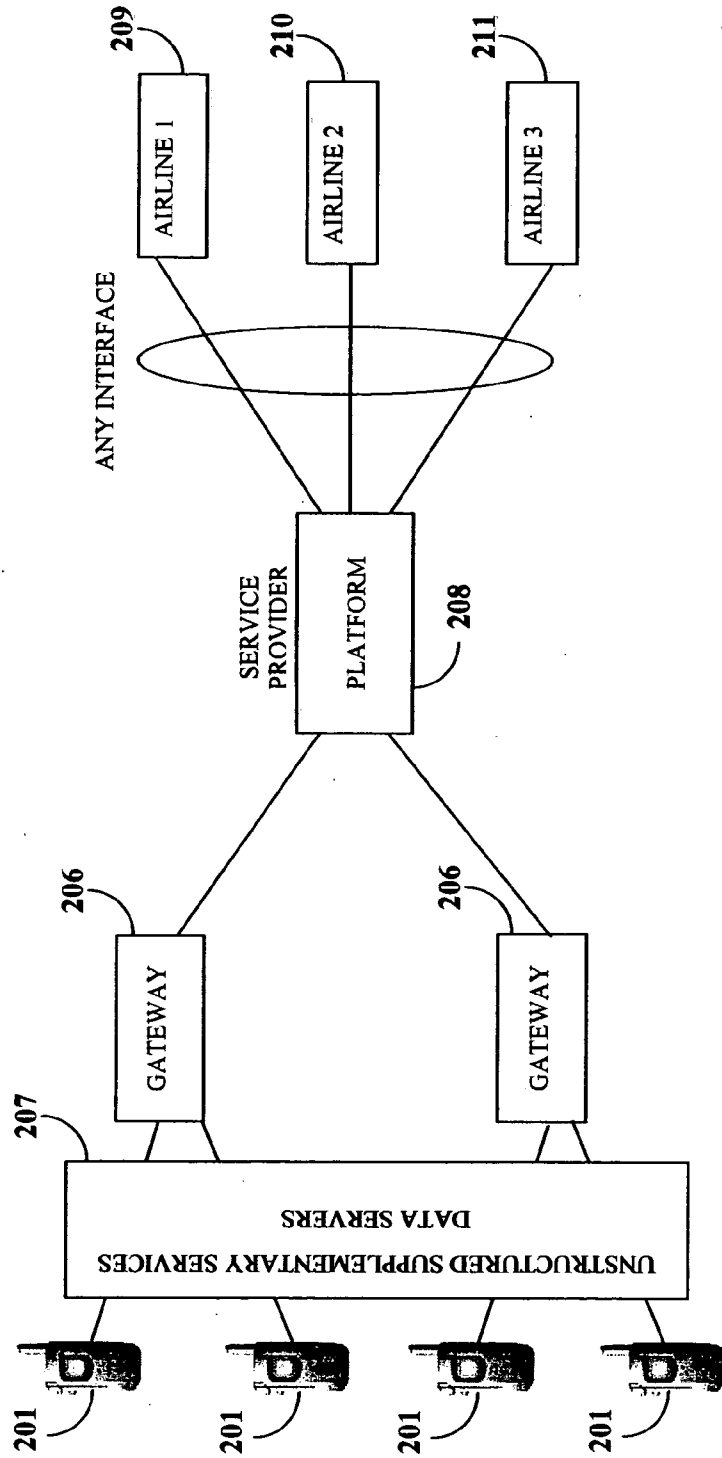 201
201
201
201
207
UNSTRUCTURED SUPPLEMENTARY SERVICES
DATA SERVERS
206
GATEWAY
206
GATEWAY
SERVICE
PROVIDER
PLATFORM
208
ANY INTERFACE
209
AIRLINE 1
210
AIRLINE 2
211
AIRLINE 3